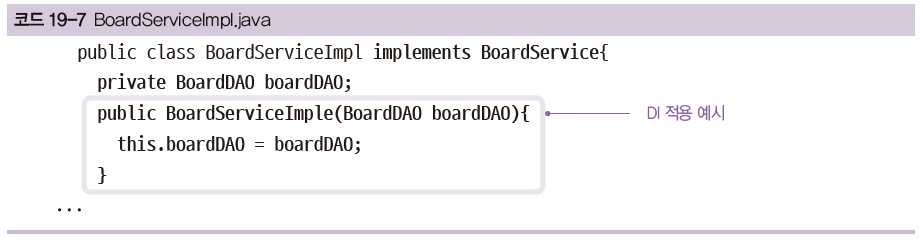 코드 19-7 BoardServiceImpl.java
public class BoardServiceImpl implements BoardService{
private BoardDAO boardDAO;
public BoardServiceImple(BoardDAO boardDAO){
DI 적용 예시
this.boardDAO = boardDAO;
}
...